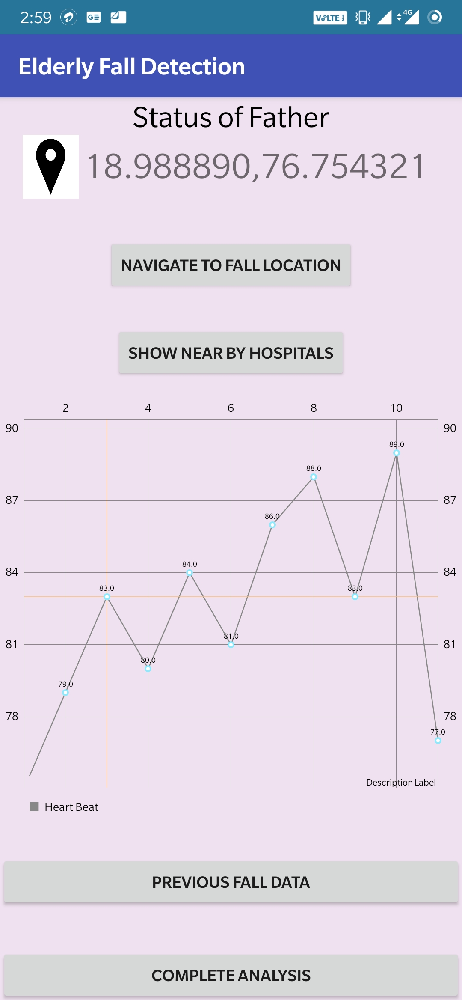 2:59 GE VoLTE 1 2 4G
Elderly Fall Detection
Status of Father
18.988890,76.754321
NAVIGATE TO FALL LOCATION
SHOW NEAR BY HOSPITALS
2 4 6 8 10
90 90
89.0
88.0
87 87
86.0
84.0
84 84
83.0 83.0
81.0
81 81
80.0
79.0
78 78
77.0
Description Label
Heart Beat
PREVIOUS FALL DATA
COMPLETE ANALYSIS